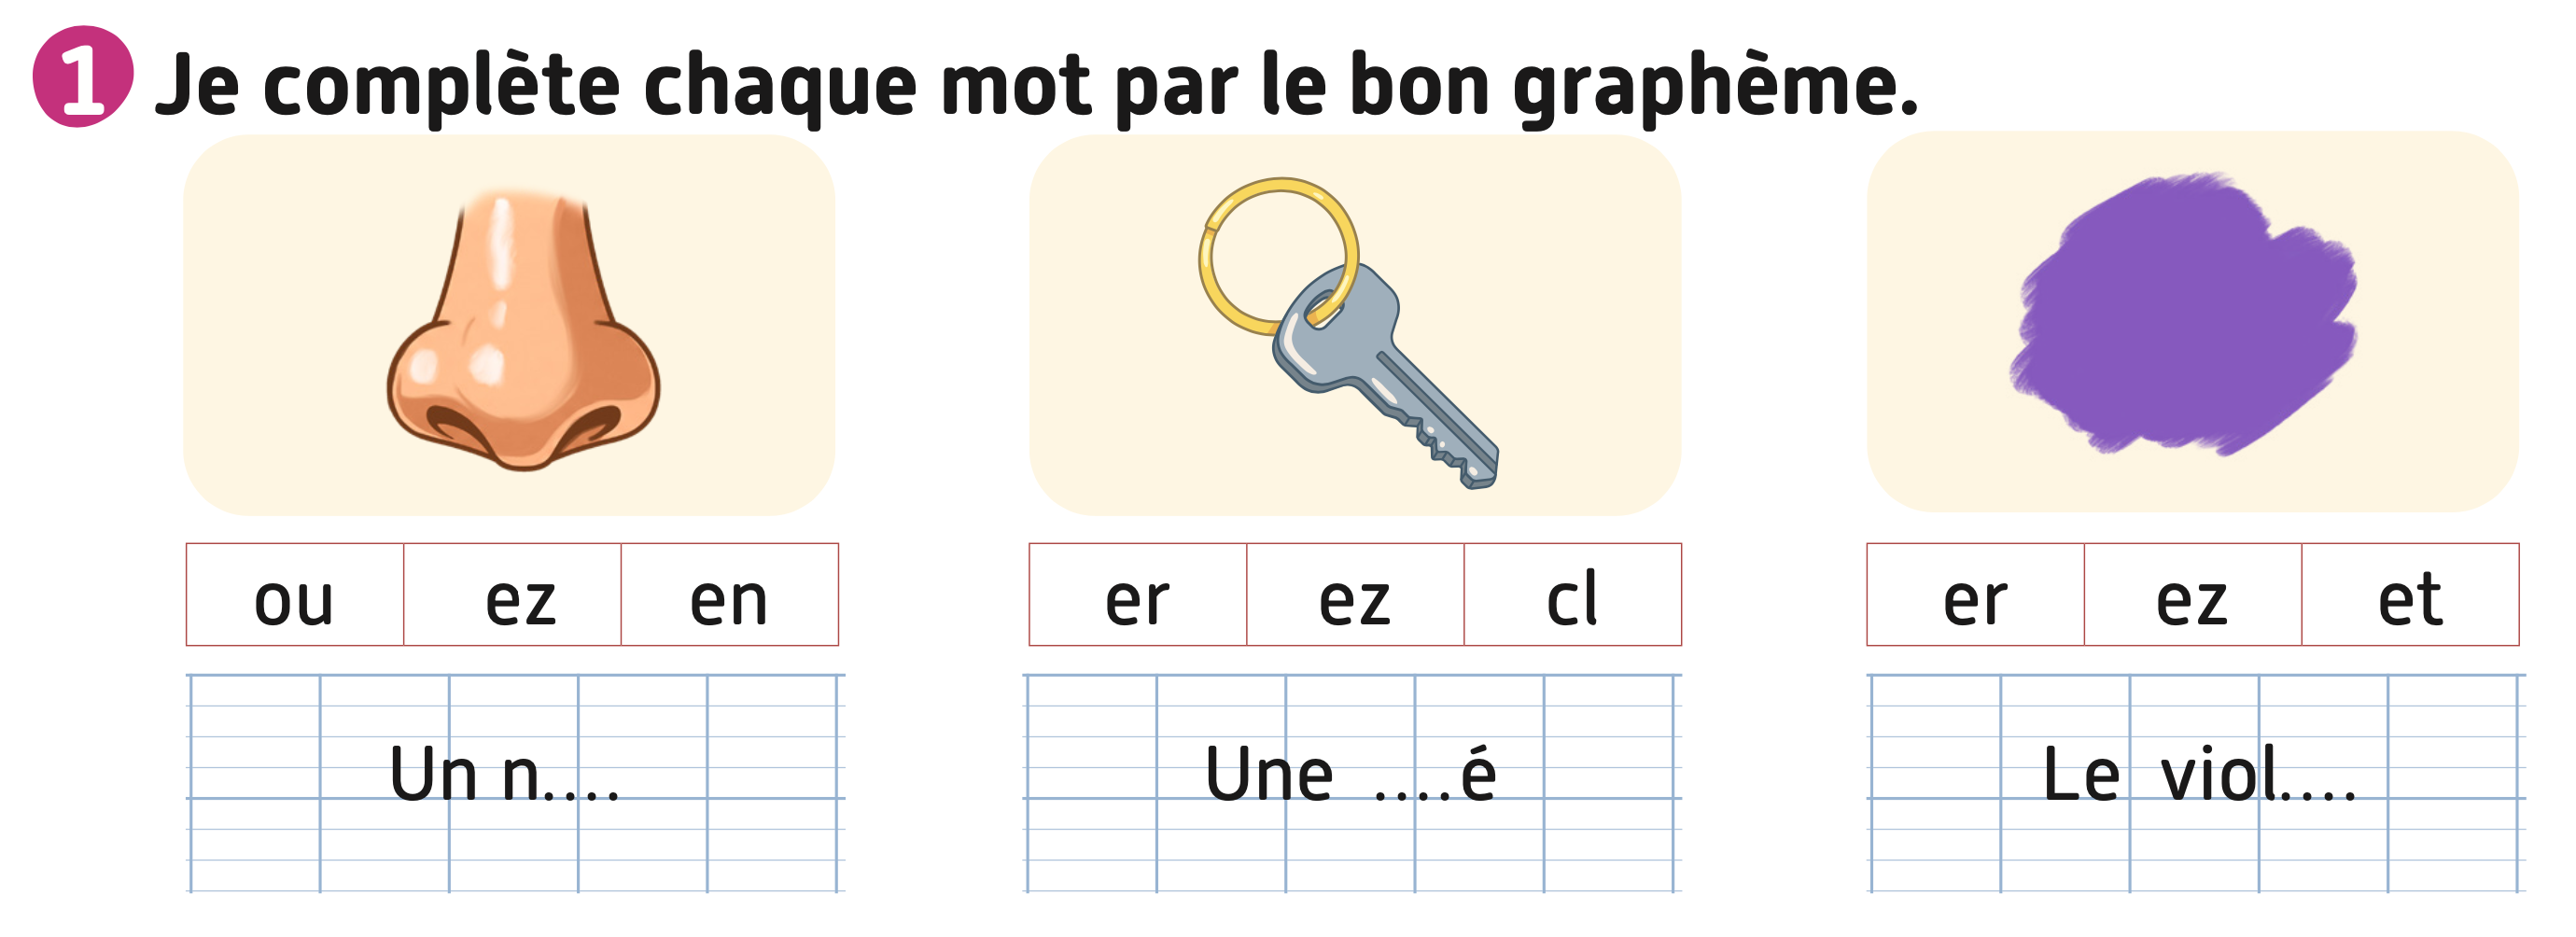 1 Je complète chaque mot par le bon graphème.
ou ez en
er ez cl
er ez et
Un n....
Une ....é
Le viol....